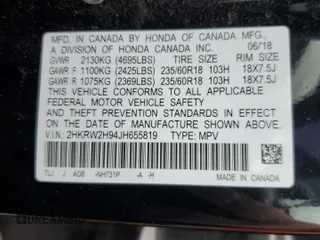 MFD. IN CANADA BY HONDA OF CANADA MFG.,
A DIVISION OF HONDA CANADA INC. 06/18
GVWR 2130KG (4695LBS) TIRE SIZE RIM SIZE
GAWR F 1100KG (2425LBS) 235/60R18 103H 18X7.5J
GAWR R 1075KG (2369LBS) 235/60R18 103H 18X7.5J
THIS VEHICLE CONFORMS TO ALL APPLICABLE
FEDERAL MOTOR VEHICLE SAFETY, BUMPER,
AND THEFT PREVENTION STANDARDS IN EFFECT
ON THE DATE OF MANUFACTURE SHOWN ABOVE.
V.I.N.: 2HKRW2H94JH655819 TYPE: MPV
NH731P -A -H
MADE IN CANADA